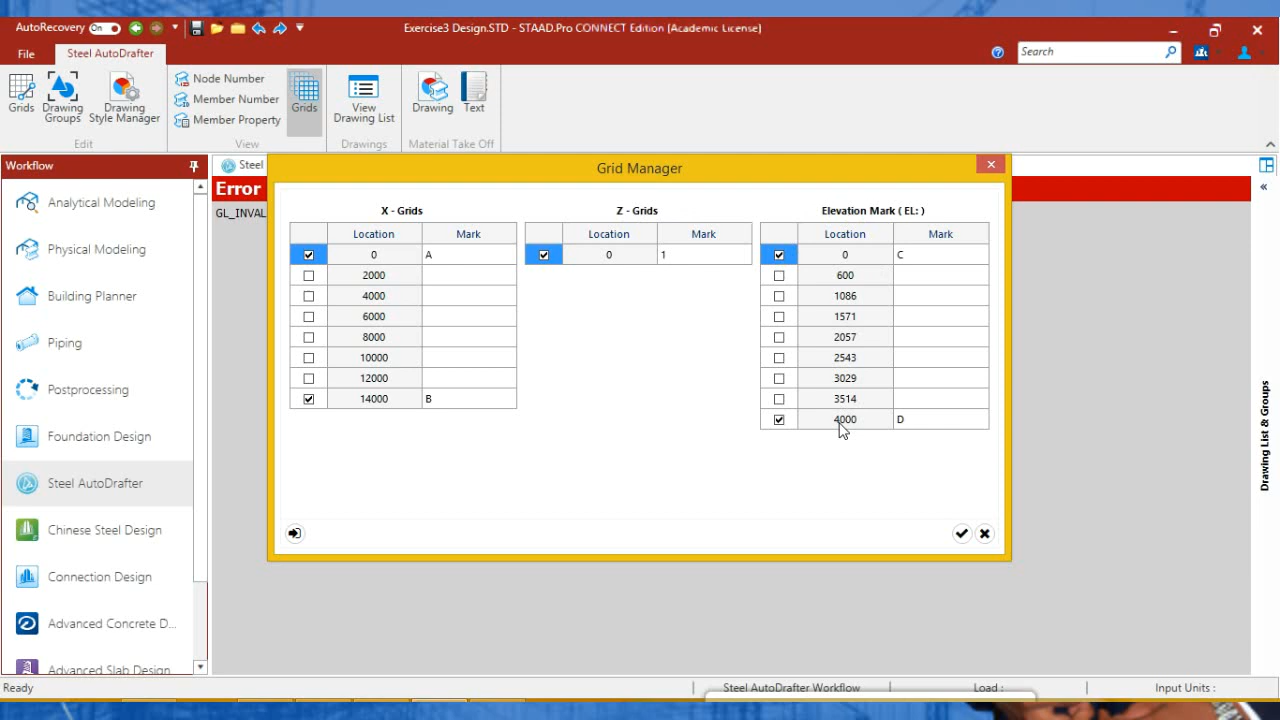 AutoRecovery On
Exercise3 Design.STD - STAAD.Pro CONNECT Edition (Academic License)
File
Steel AutoDrafter
Search
Grids
Drawing Groups
Drawing Style Manager
Node Number
Member Number
Member Property
Grids
View Drawing List
Drawing
Text
Edit
View
Drawings
Material Take Off
Workflow
Steel
Grid Manager
Error
GL_INVAL
Analytical Modeling
Physical Modeling
Building Planner
Piping
Postprocessing
Foundation Design
Steel AutoDrafter
Chinese Steel Design
Connection Design
Advanced Concrete D...
Advanced Slab Design
X - Grids
Location Mark
0 A
2000
4000
6000
8000
10000
12000
14000 B
Z - Grids
Location Mark
0 1
Elevation Mark ( EL: )
Location Mark
0 C
600
1086
1571
2057
2543
3029
3514
4000 D
Drawing List & Groups
Ready
Steel AutoDrafter Workflow
Load :
Input Units :